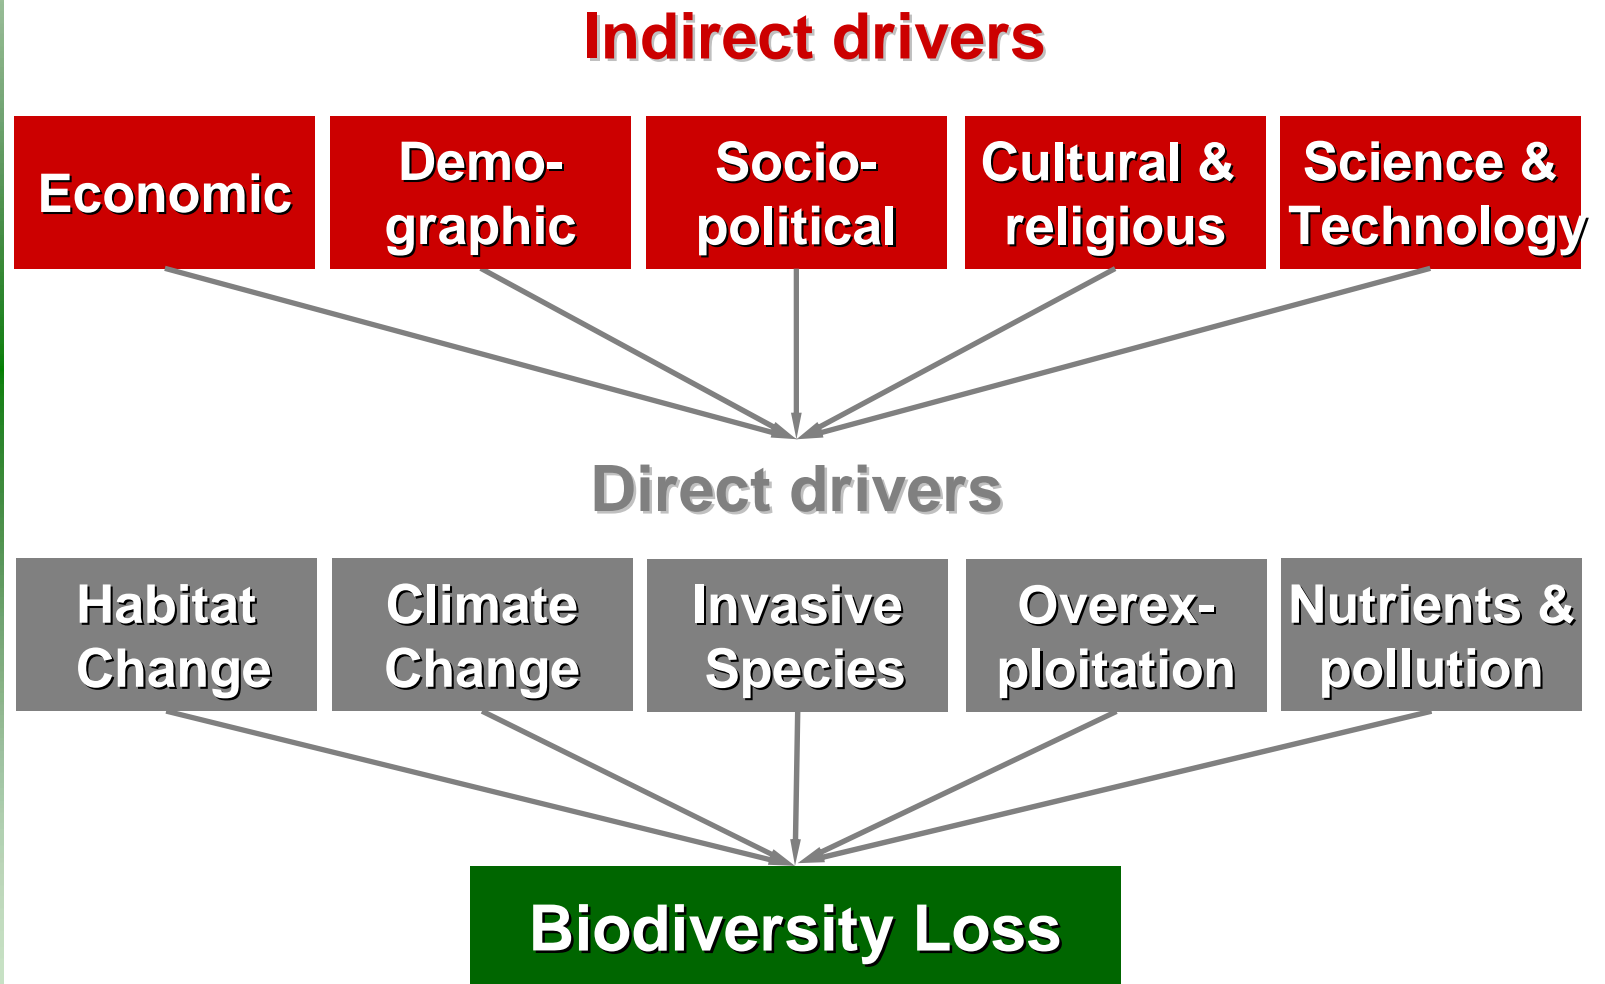 Indirect drivers
Economic
Demo-
graphic
Socio-
political
Cultural &
religious
Science &
Technology
Direct drivers
Habitat
Change
Climate
Change
Invasive
Species
Overex-
ploitation
Nutrients &
pollution
Biodiversity Loss